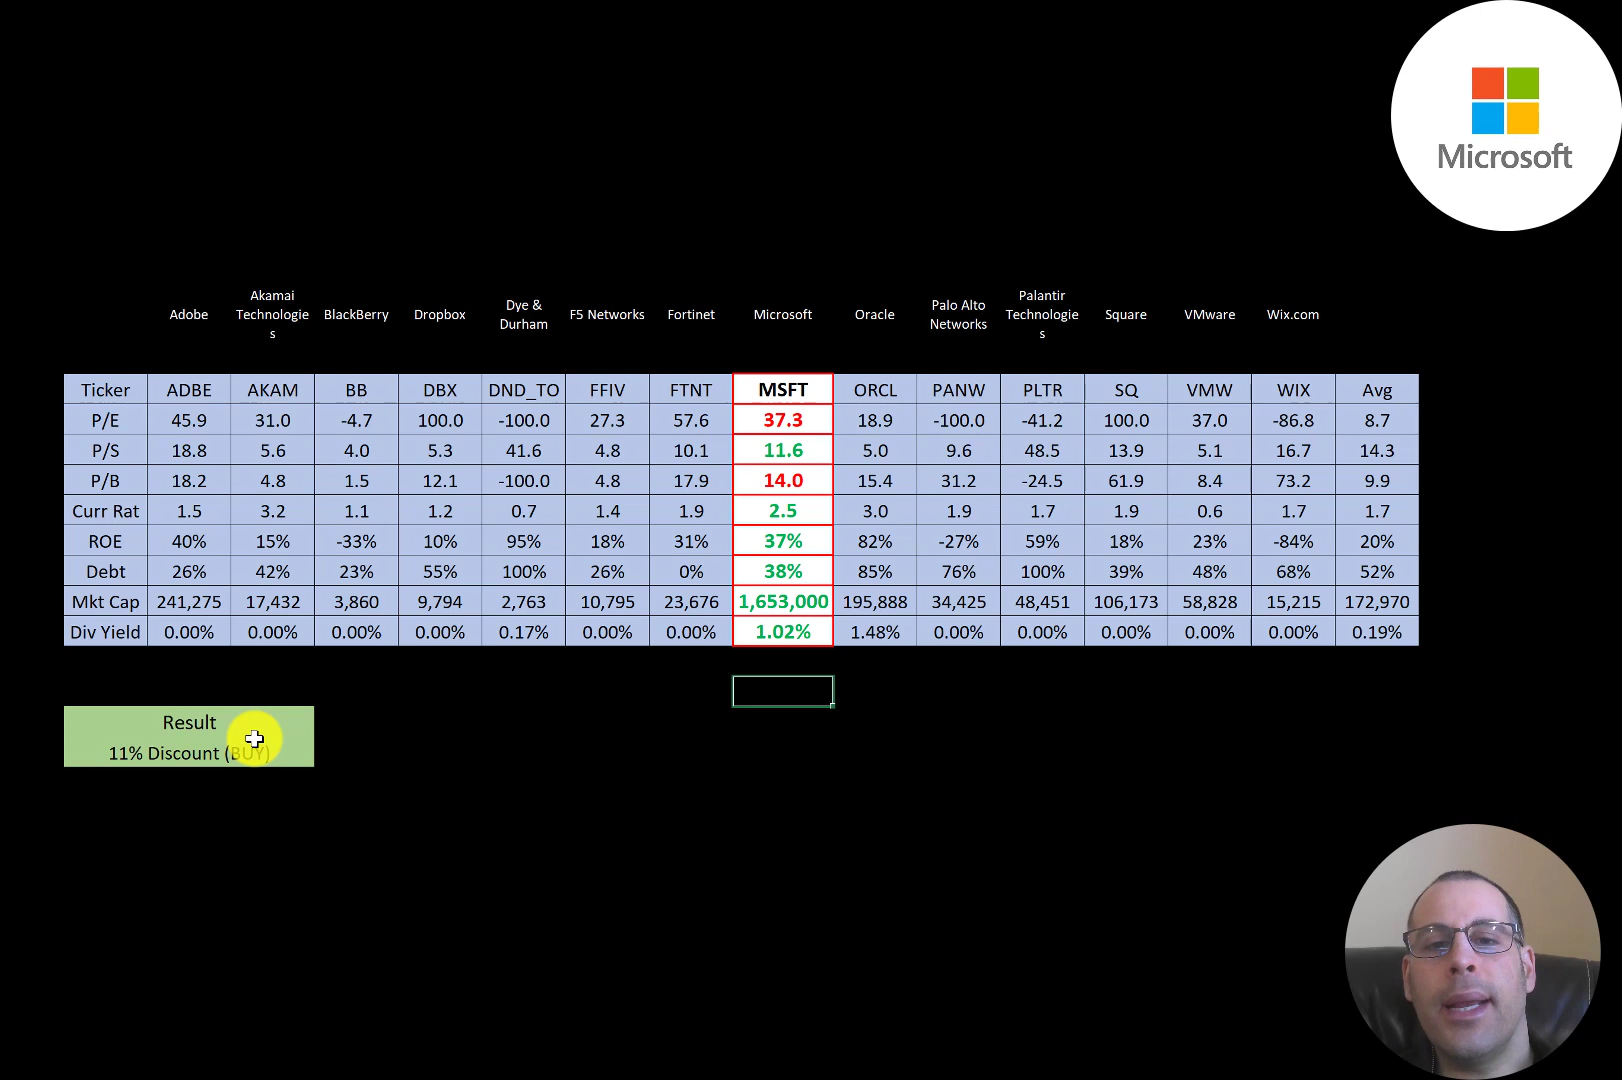 Microsoft
Adobe Akamai Technologies BlackBerry Dropbox Dye & Durham F5 Networks Fortinet Microsoft Oracle Palo Alto Networks Palantir Technologies Square VMware Wix.com
Ticker ADBE AKAM BB DBX DND_TO FFIV FTNT MSFT ORCL PANW PLTR SQ VMW WIX Avg
P/E 45.9 31.0 -4.7 100.0 -100.0 27.3 57.6 37.3 18.9 -100.0 -41.2 100.0 37.0 -86.8 8.7
P/S 18.8 5.6 4.0 5.3 41.6 4.8 10.1 11.6 5.0 9.6 48.5 13.9 5.1 16.7 14.3
P/B 18.2 4.8 1.5 12.1 -100.0 4.8 17.9 14.0 15.4 31.2 -24.5 61.9 8.4 73.2 9.9
Curr Rat 1.5 3.2 1.1 1.2 0.7 1.4 1.9 2.5 3.0 1.9 1.7 1.9 0.6 1.7 1.7
ROE 40% 15% -33% 10% 95% 18% 31% 37% 82% -27% 59% 18% 23% -84% 20%
Debt 26% 42% 23% 55% 100% 26% 0% 38% 85% 76% 100% 39% 48% 68% 52%
Mkt Cap 241,275 17,432 3,860 9,794 2,763 10,795 23,676 1,653,000 195,888 34,425 48,451 106,173 58,828 15,215 172,970
Div Yield 0.00% 0.00% 0.00% 0.00% 0.17% 0.00% 0.00% 1.02% 1.48% 0.00% 0.00% 0.00% 0.00% 0.00% 0.19%
Result
11% Discount (BUY)